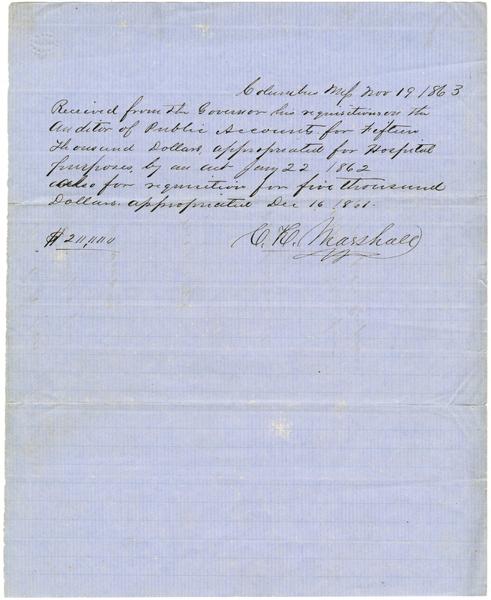 Columbus Ms Nov 19 1863
Received from the Governor his requisition on the
Auditor of Public Accounts for Fifteen
Thousand Dollars, appropriated for Hospital
purposes, by an act Jany 22 1862
also for requisition for five thousand
Dollars appropriated Dec 16 1861.
$20,000
C. K. Marshall